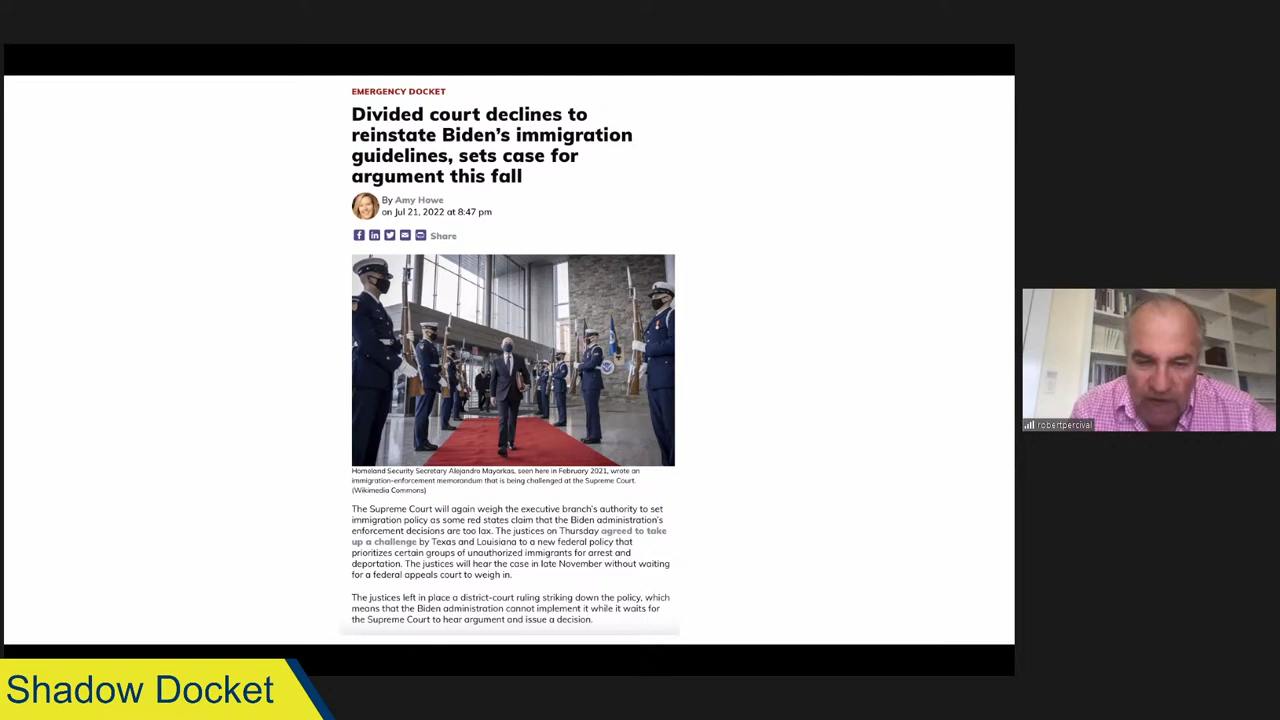 EMERGENCY DOCKET
Divided court declines to
reinstate Biden's immigration
guidelines, sets case for
argument this fall
By Amy Howe
on Jul 21, 2022 at 8:47 pm
Share
Homeland Security Secretary Alejandro Mayorkas, seen here in February 2021, wrote an
immigration-enforcement memorandum that is being challenged at the Supreme Court.
(Wikimedia Commons)
The Supreme Court will again weigh the executive branch's authority to set
immigration policy as some red states claim that the Biden administration's
enforcement decisions are too lax. The justices on Thursday agreed to take
up a challenge by Texas and Louisiana to a new federal policy that
prioritizes certain groups of unauthorized immigrants for arrest and
deportation. The justices will hear the case in late November without waiting
for a federal appeals court to weigh in.
The justices left in place a district-court ruling striking down the policy, which
means that the Biden administration cannot implement it while it waits for
the Supreme Court to hear argument and issue a decision.
robertpercival
Shadow Docket